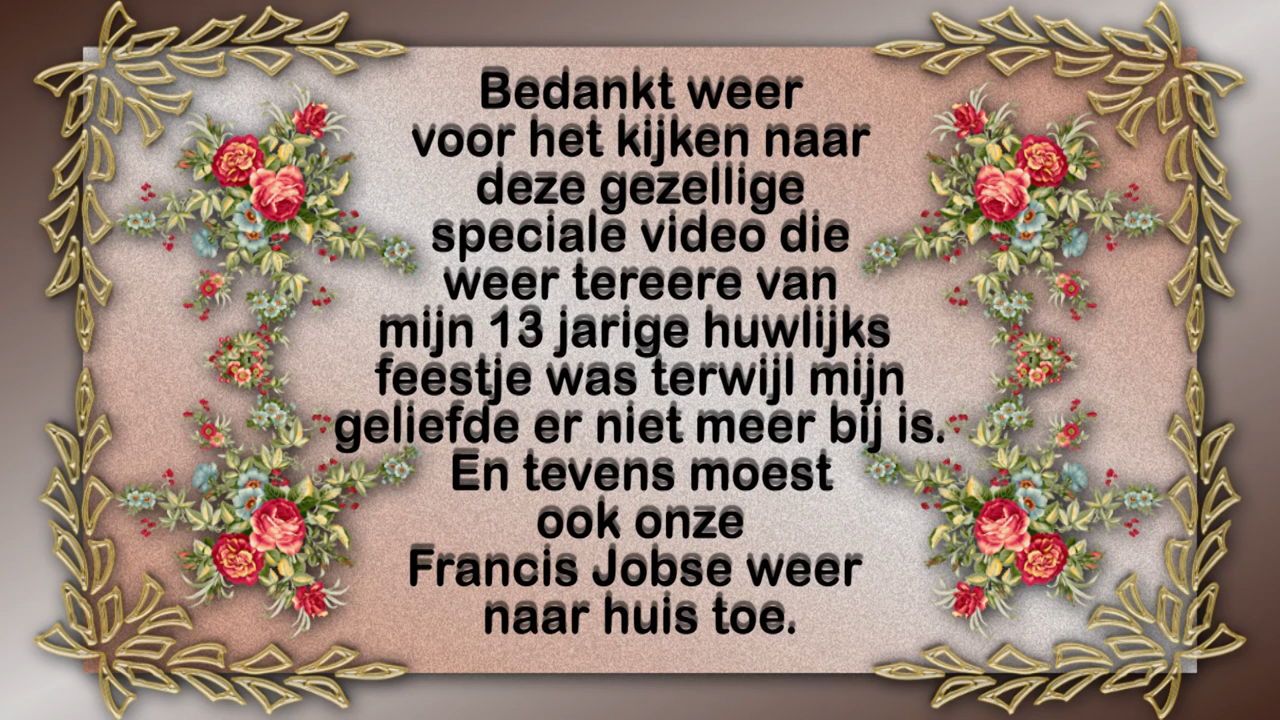 Bedankt weer
voor het kijken naar
deze gezellige
speciale video die
weer tereere van
mijn 13 jarige huwlijks
feestje was terwijl mijn
geliefde er niet meer bij is.
En tevens moest
ook onze
Francis Jobse weer
naar huis toe.